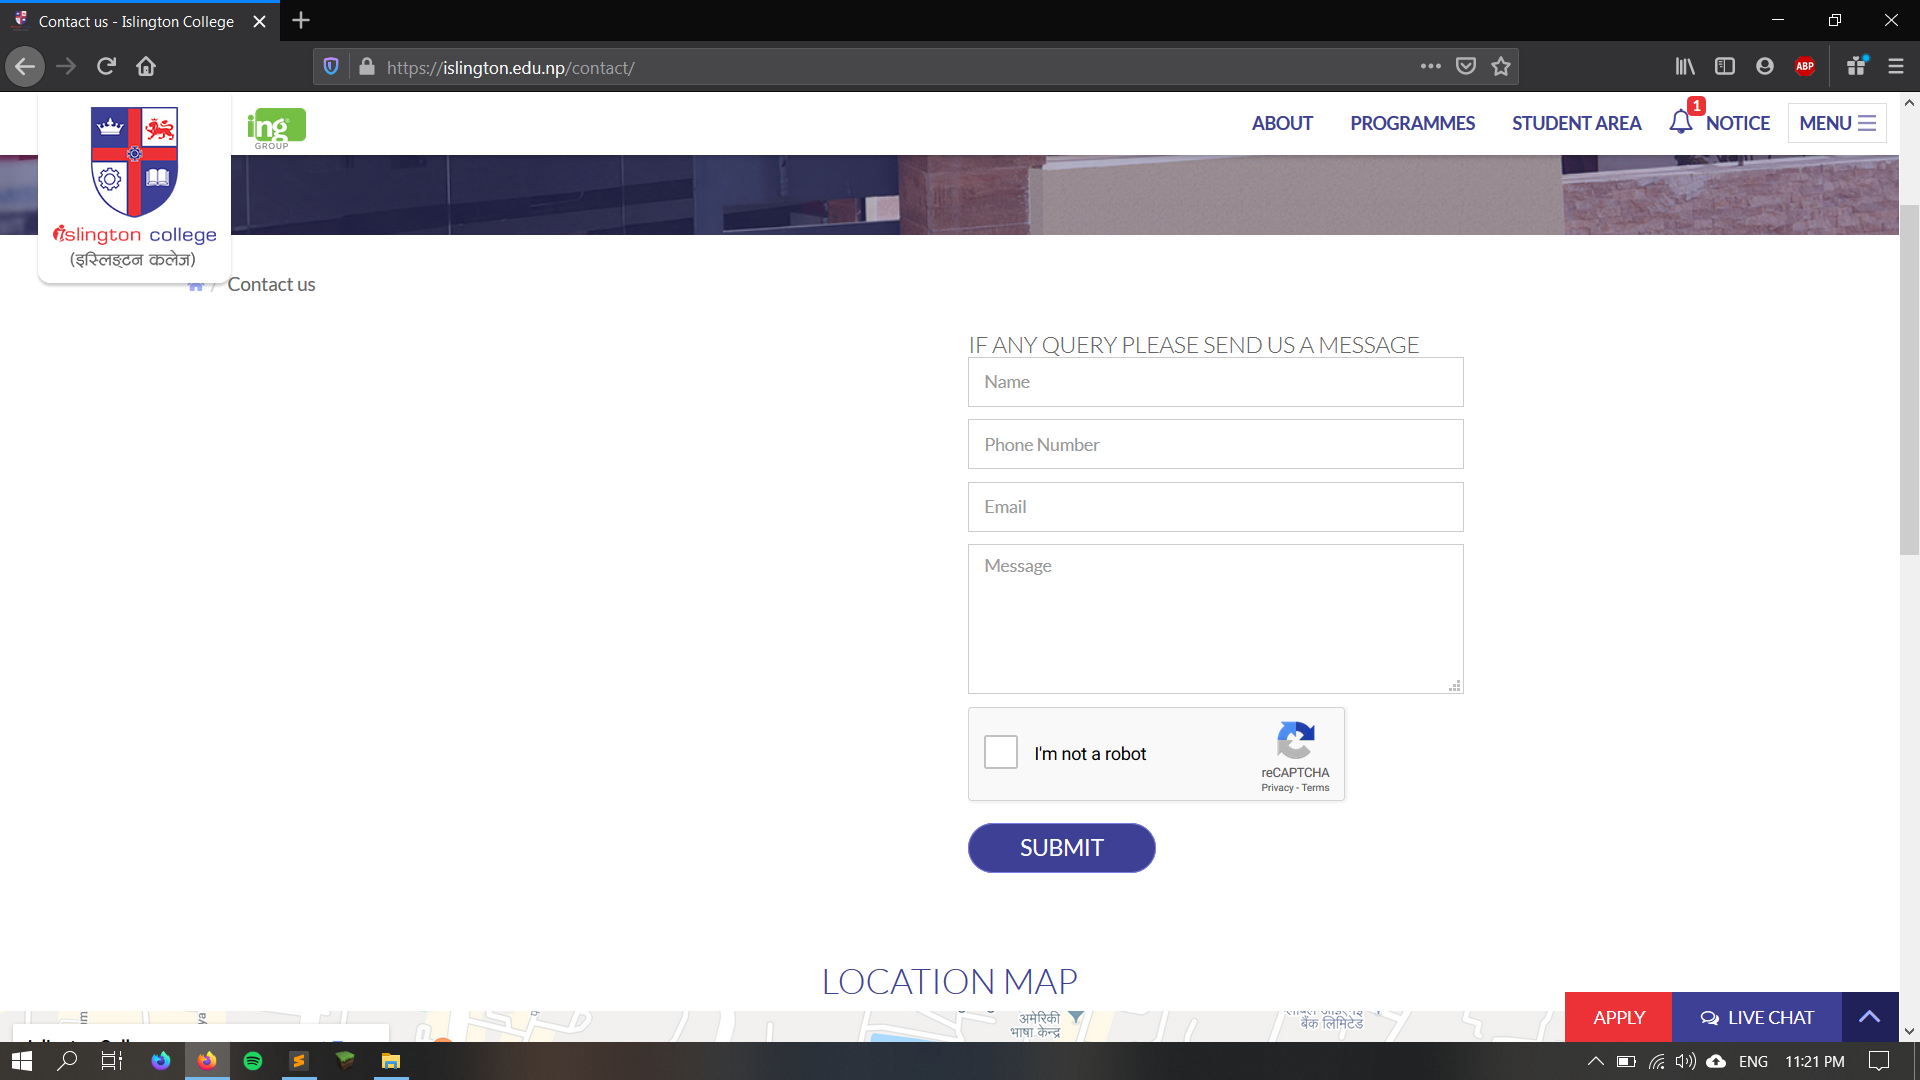 Contact us - Islington College
https://islington.edu.np/contact/
ABP
ing
GROUP
ABOUT
PROGRAMMES
STUDENT AREA
1
NOTICE
MENU
islington college
(इस्लिङ्टन कलेज)
/ Contact us
IF ANY QUERY PLEASE SEND US A MESSAGE
Name
Phone Number
Email
Message
I'm not a robot
reCAPTCHA
Privacy - Terms
SUBMIT
LOCATION MAP
अमेरिकी
भाषा केन्द्र
बैंक लिमिटेड
APPLY
LIVE CHAT
ENG
11:21 PM